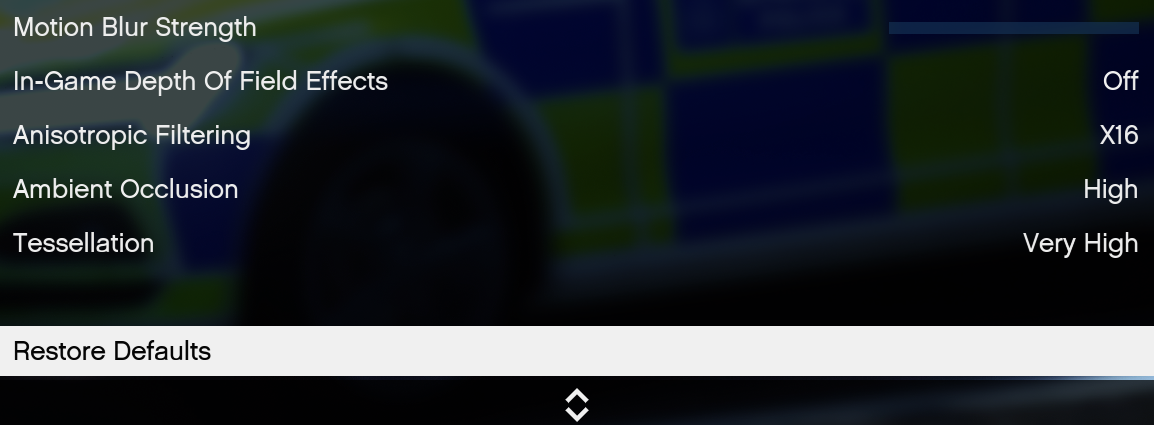 Motion Blur Strength
In-Game Depth Of Field Effects Off
Anisotropic Filtering X16
Ambient Occlusion High
Tessellation Very High
Restore Defaults